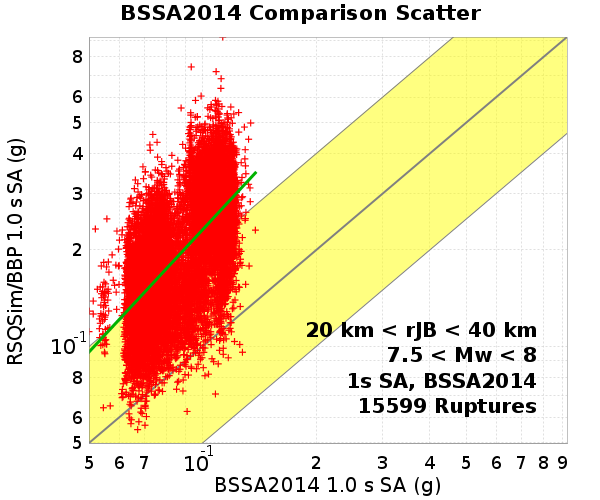 BSSA2014 Comparison Scatter
RSQSim/BBP 1.0 s SA (g)
8
6
5
4
3
2
10-1
8
6
5
20 km < rJB < 40 km
7.5 < Mw < 8
1s SA, BSSA2014
15599 Ruptures
5 6 7 10-1 2 3 4 5 6 7 8 9
BSSA2014 1.0 s SA (g)